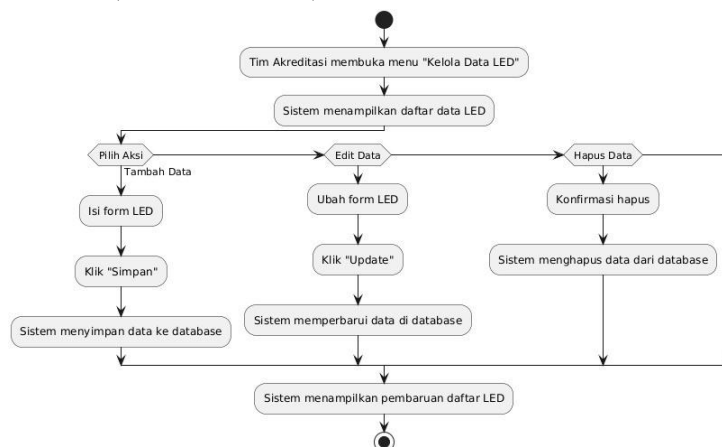 Tim Akreditasi membuka menu "Kelola Data LED"
Sistem menampilkan daftar data LED
Pilih Aksi
Tambah Data
Edit Data
Hapus Data
Isi form LED
Ubah form LED
Konfirmasi hapus
Klik "Simpan"
Klik "Update"
Sistem menghapus data dari database
Sistem menyimpan data ke database
Sistem memperbarui data di database
Sistem menampilkan pembaruan daftar LED